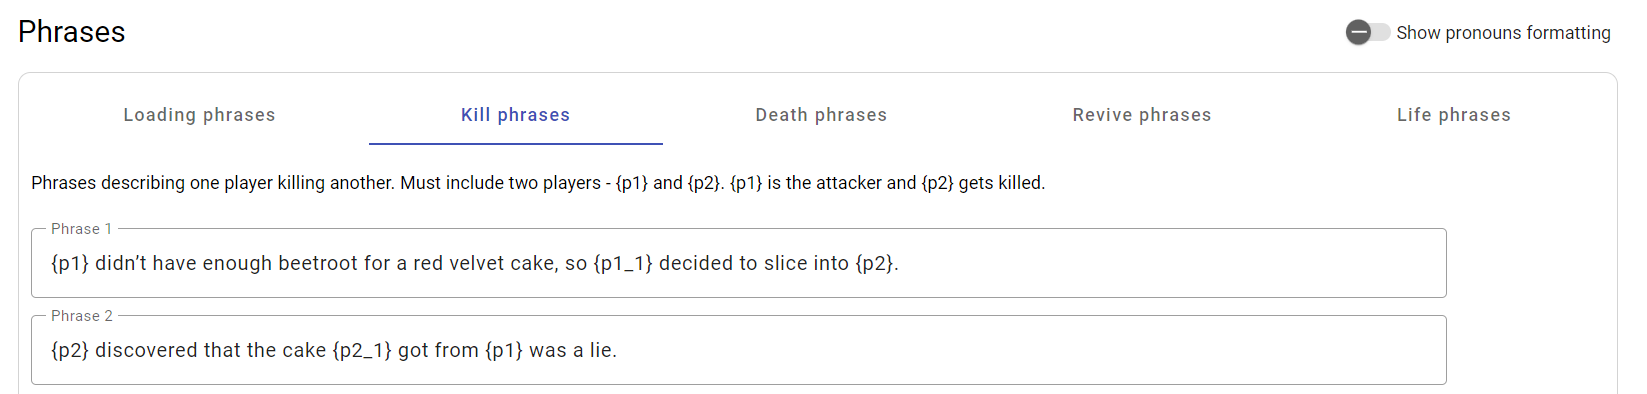 Phrases
Show pronouns formatting
Loading phrases
Kill phrases
Death phrases
Revive phrases
Life phrases
Phrases describing one player killing another. Must include two players - {p1} and {p2}. {p1} is the attacker and {p2} gets killed.
Phrase 1
{p1} didn’t have enough beetroot for a red velvet cake, so {p1_1} decided to slice into {p2}.
Phrase 2
{p2} discovered that the cake {p2_1} got from {p1} was a lie.